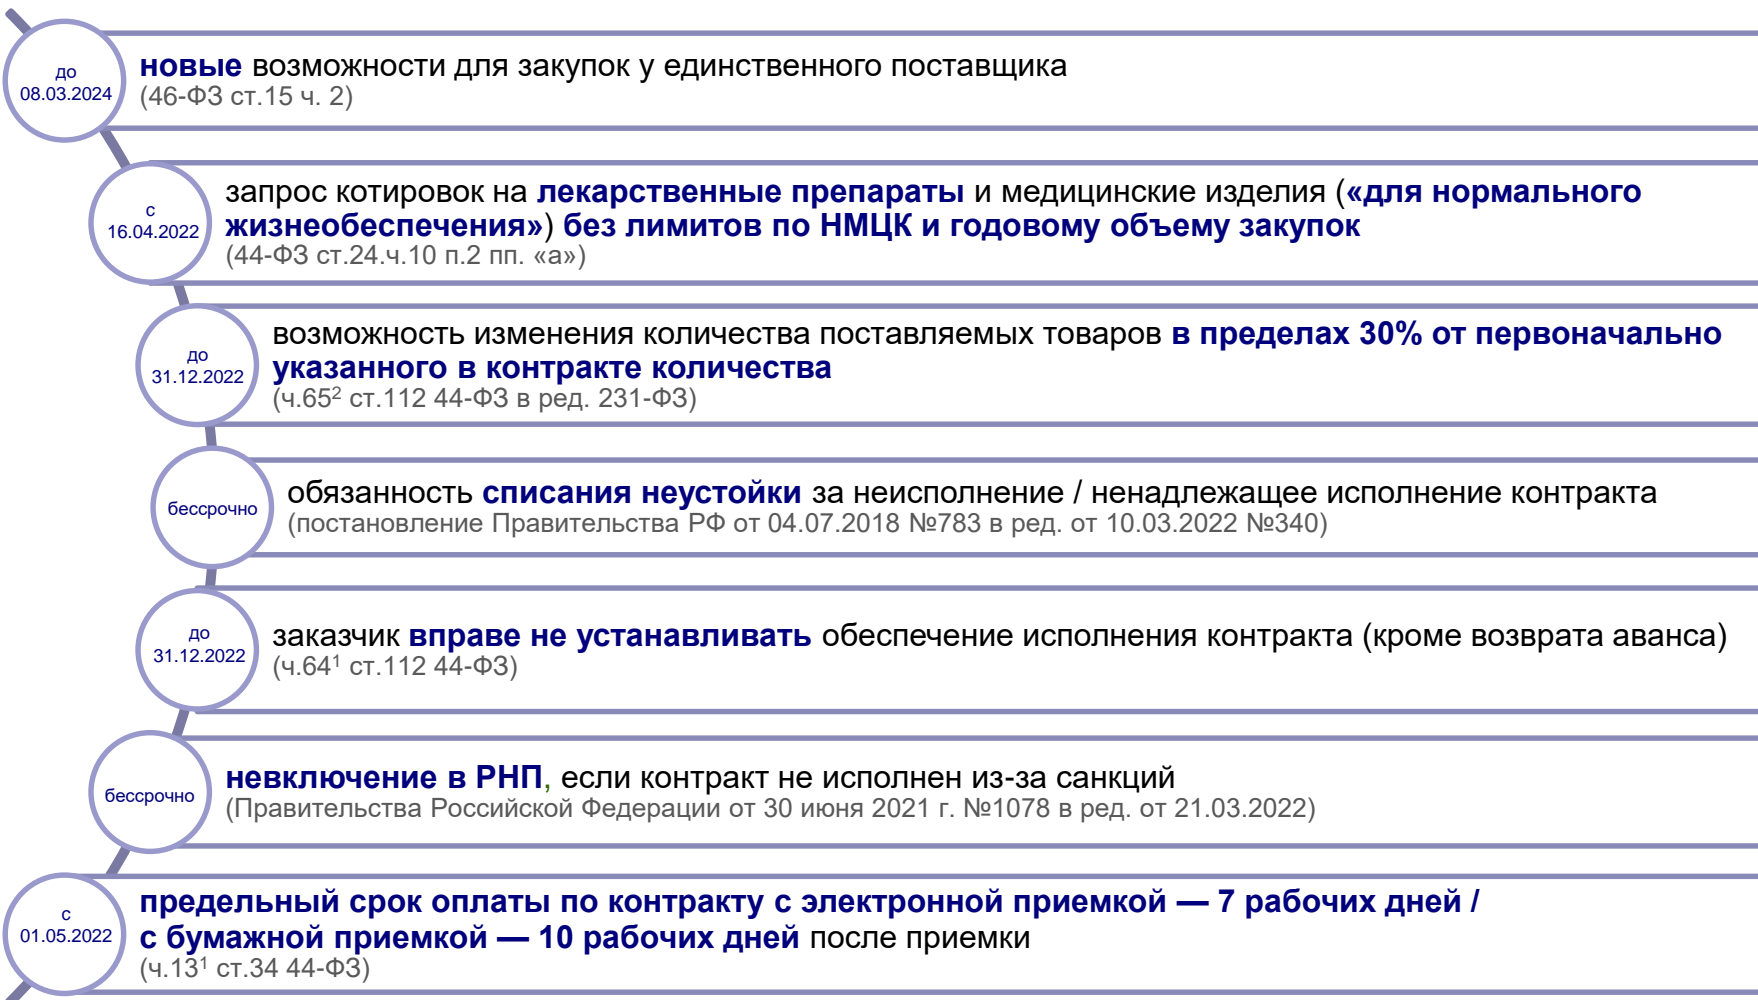 до
08.03.2024
новые возможности для закупок у единственного поставщика
(46-ФЗ ст.15 ч. 2)
с
16.04.2022
запрос котировок на лекарственные препараты и медицинские изделия («для нормального
жизнеобеспечения») без лимитов по НМЦК и годовому объему закупок
(44-ФЗ ст.24.ч.10 п.2 пп. «а»)
до
31.12.2022
возможность изменения количества поставляемых товаров в пределах 30% от первоначально
указанного в контракте количества
(ч.65² ст.112 44-ФЗ в ред. 231-ФЗ)
бессрочно
обязанность списания неустойки за неисполнение / ненадлежащее исполнение контракта
(постановление Правительства РФ от 04.07.2018 №783 в ред. от 10.03.2022 №340)
до
31.12.2022
заказчик вправе не устанавливать обеспечение исполнения контракта (кроме возврата аванса)
(ч.64¹ ст.112 44-ФЗ)
бессрочно
невключение в РНП, если контракт не исполнен из-за санкций
(Правительства Российской Федерации от 30 июня 2021 г. №1078 в ред. от 21.03.2022)
с
01.05.2022
предельный срок оплаты по контракту с электронной приемкой — 7 рабочих дней /
с бумажной приемкой — 10 рабочих дней после приемки
(ч.13¹ ст.34 44-ФЗ)